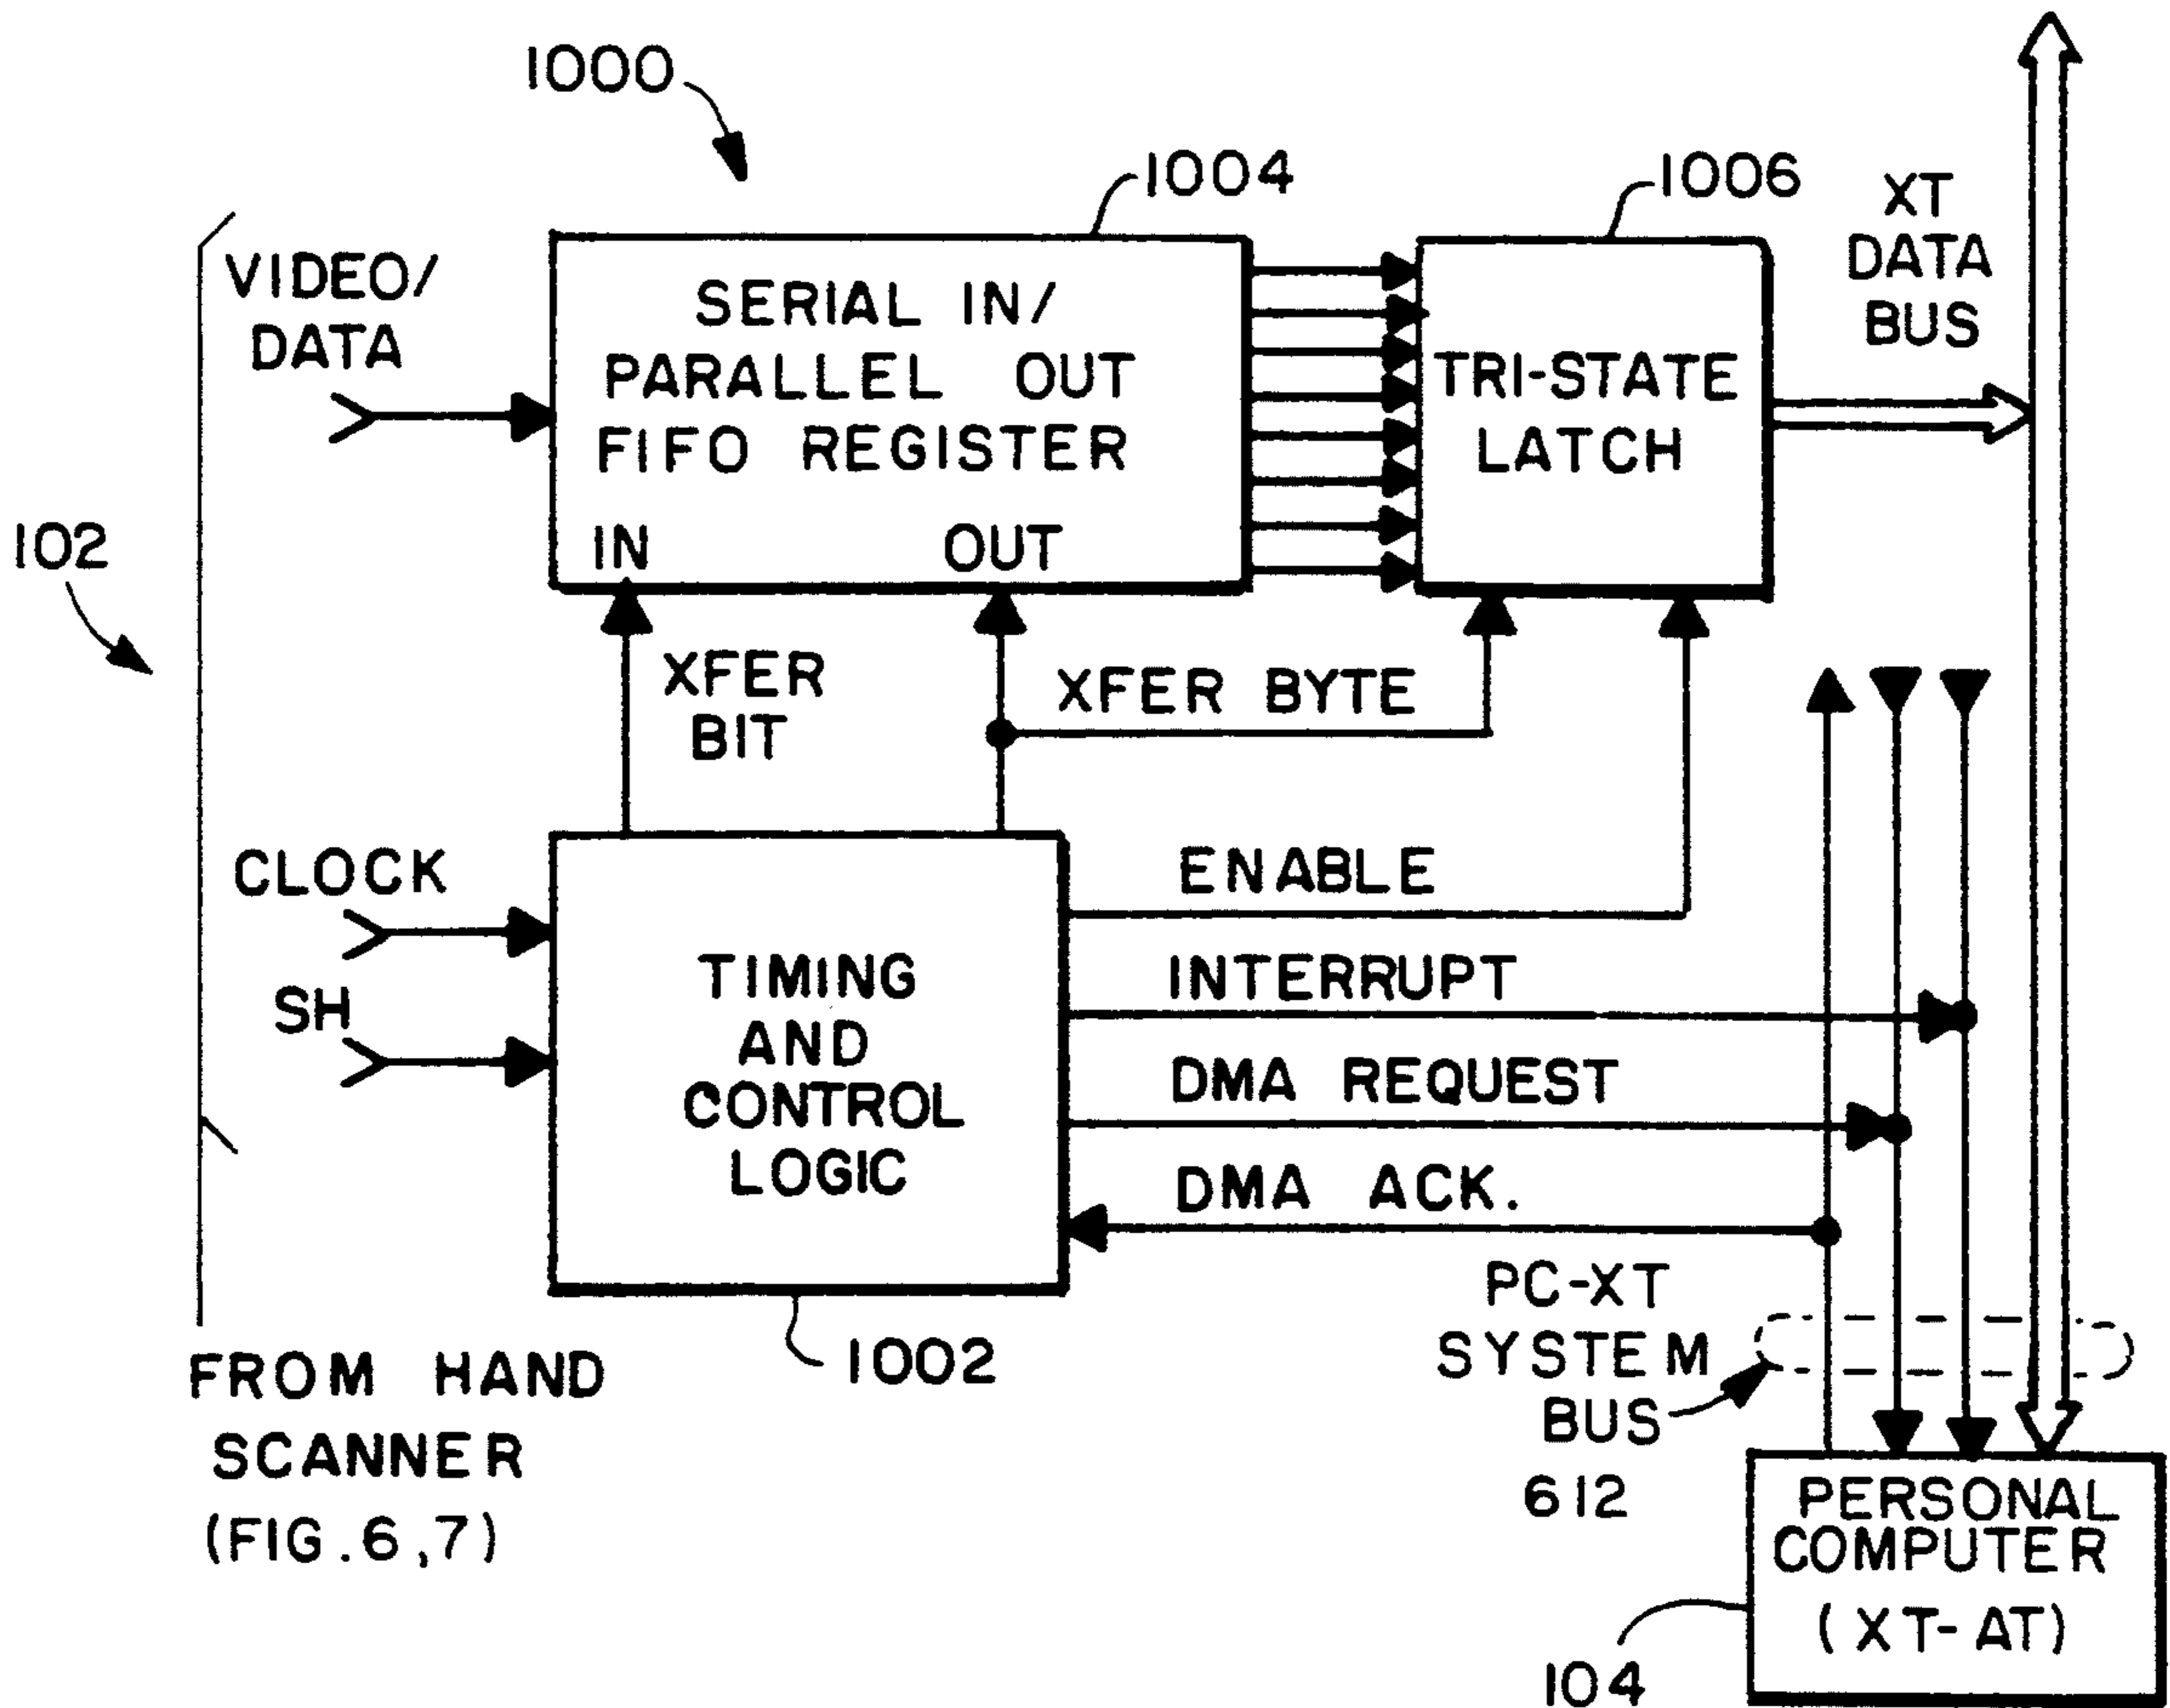 1000
1004
1006
XT
DATA
BUS
VIDEO/
DATA
SERIAL IN/
PARALLEL OUT
FIFO REGISTER
IN OUT
TRI-STATE
LATCH
102
XFER
BIT
XFER BYTE
CLOCK
SH
TIMING
AND
CONTROL
LOGIC
ENABLE
INTERRUPT
DMA REQUEST
DMA ACK.
1002
FROM HAND
SCANNER
(FIG.6,7)
PC-XT
SYSTEM
BUS
612
PERSONAL
COMPUTER
(XT-AT)
104